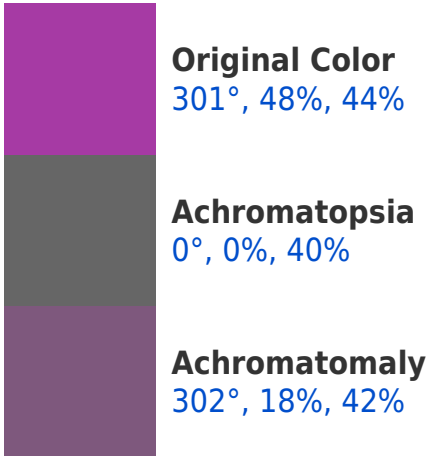 Original Color
301°, 48%, 44%
Achromatopsia
0°, 0%, 40%
Achromatomaly
302°, 18%, 42%